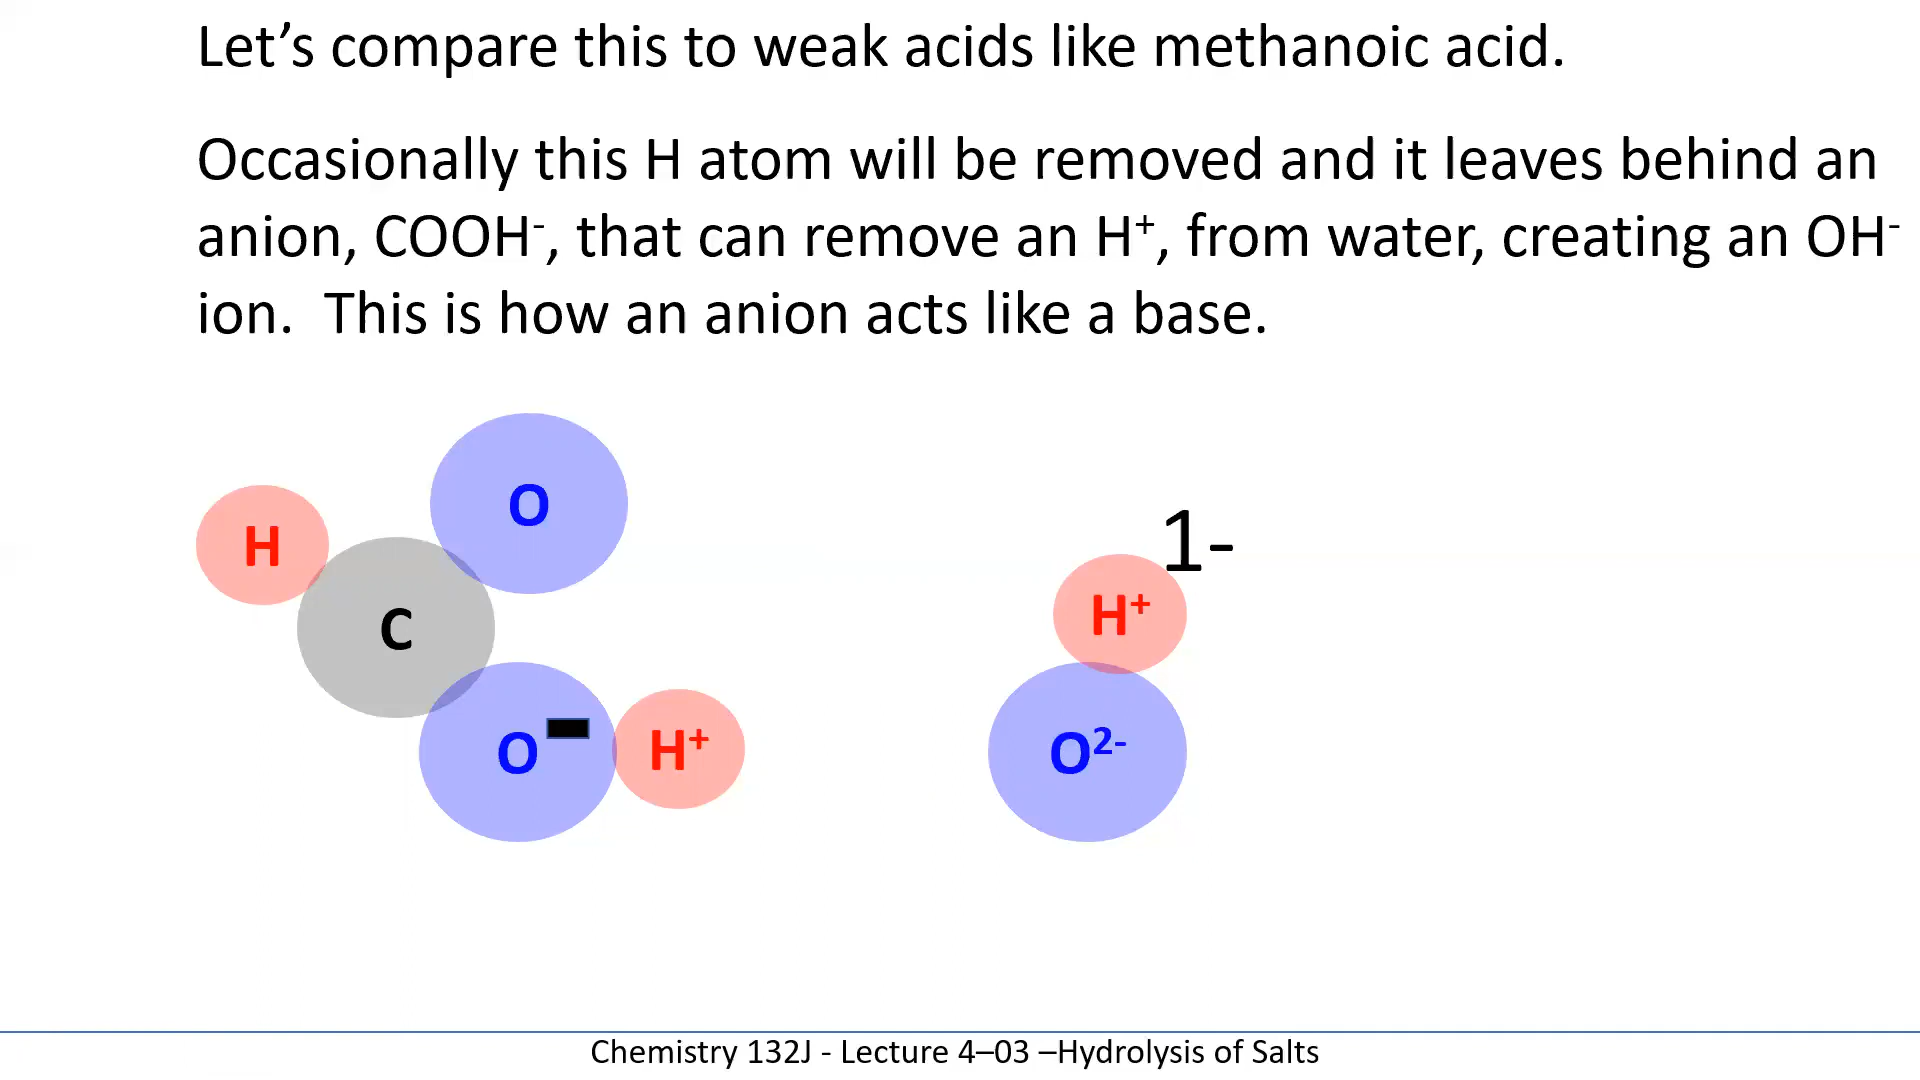 Let’s compare this to weak acids like methanoic acid.
Occasionally this H atom will be removed and it leaves behind an
anion, COOH⁻, that can remove an H⁺, from water, creating an OH⁻
ion.  This is how an anion acts like a base.
O
H
1-
H⁺
C
O
H⁺
O²⁻
Chemistry 132J - Lecture 4–03 –Hydrolysis of Salts